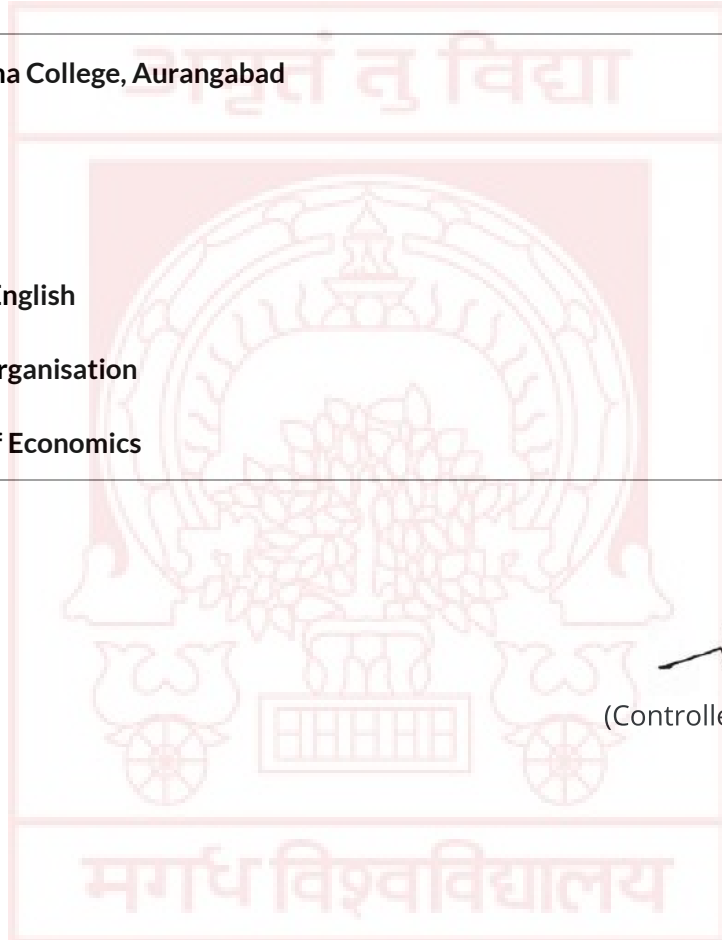 अमृतं तु विद्या
na College, Aurangabad
English
rganisation
f Economics
(Controlle
मगध विश्वविद्यालय